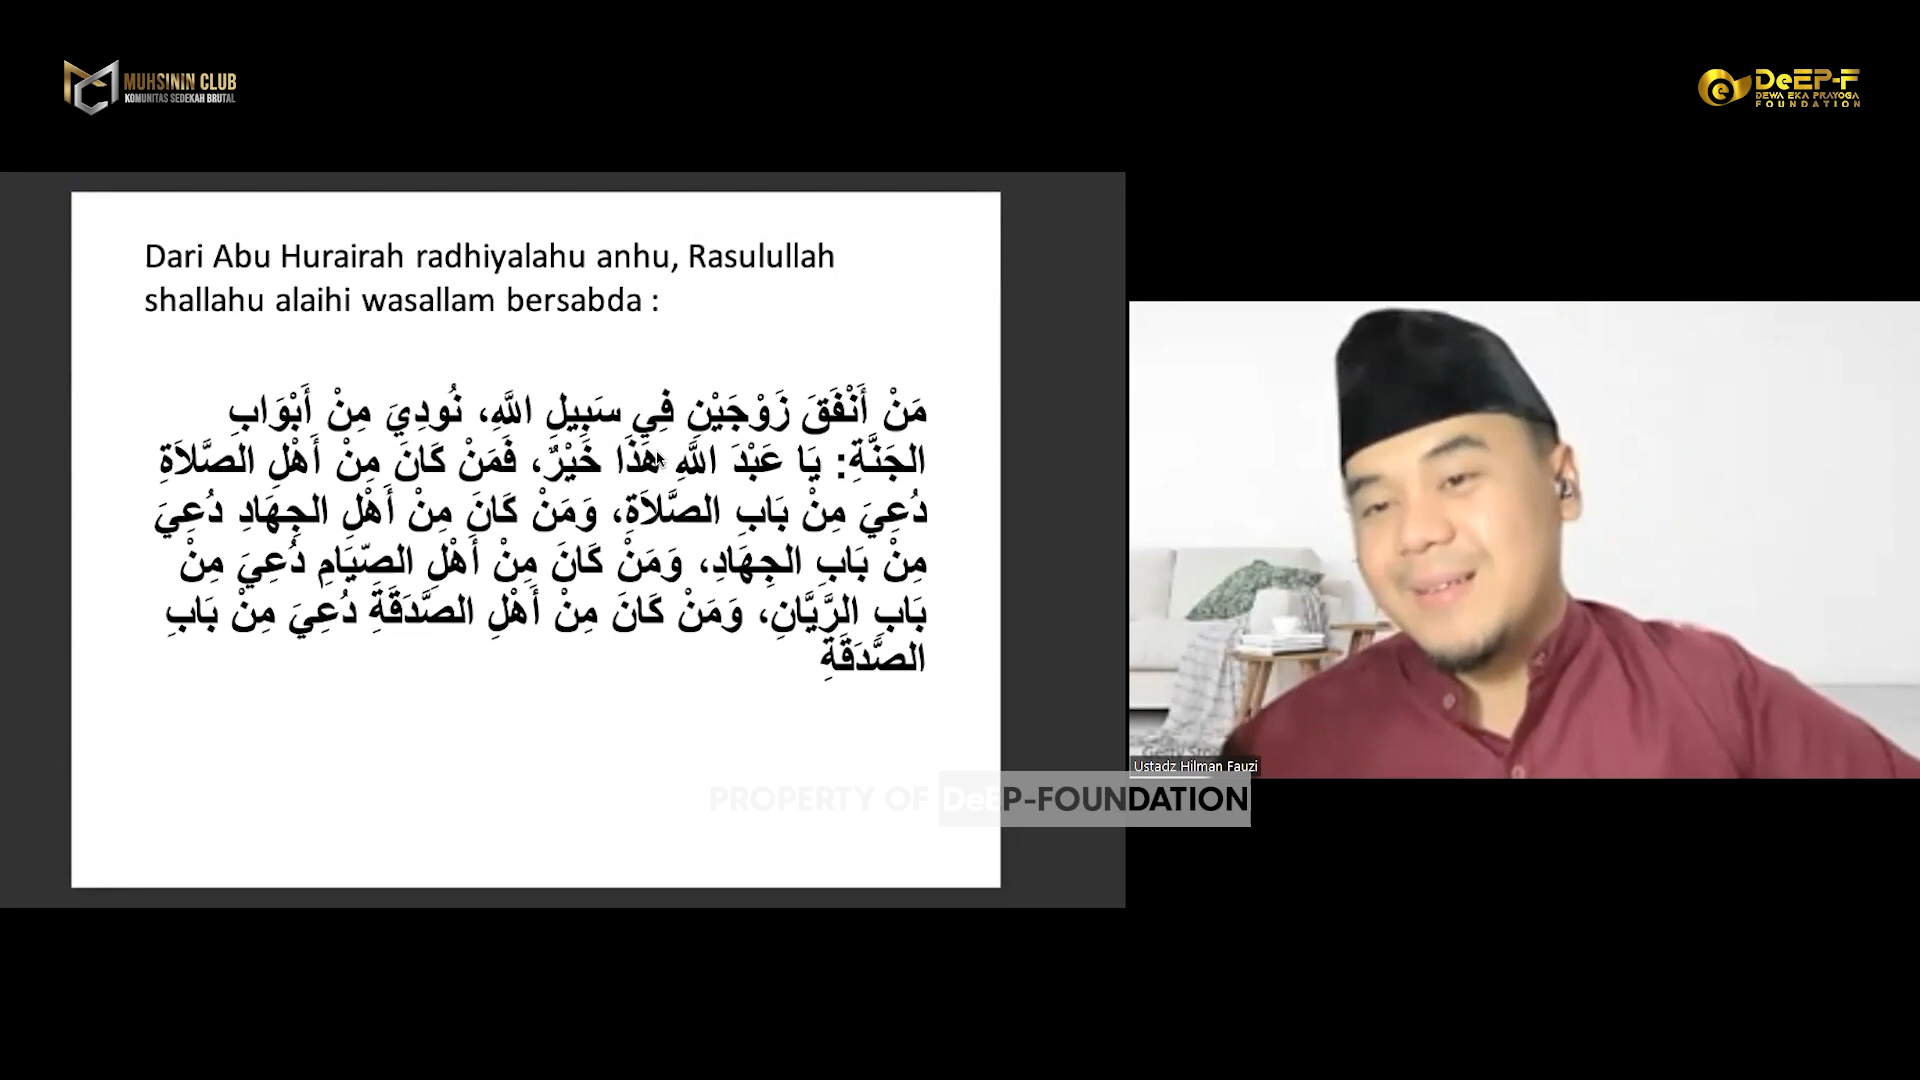 MUHSININ CLUB
KOMUNITAS SEDEKAH BRUTAL
DeEP-F
DEWA EKA PRAYOGA
FOUNDATION
Dari Abu Hurairah radhiyalahu anhu, Rasulullah
shallahu alaihi wasallam bersabda :
مَنْ أَنْفَقَ زَوْجَيْنِ فِي سَبِيلِ اللَّهِ، نُودِيَ مِنْ أَبْوَابِ
الجَنَّةِ: يَا عَبْدَ اللَّهِ هَذَا خَيْرٌ، فَمَنْ كَانَ مِنْ أَهْلِ الصَّلاَةِ
دُعِيَ مِنْ بَابِ الصَّلاَةِ، وَمَنْ كَانَ مِنْ أَهْلِ الجِهَادِ دُعِيَ
مِنْ بَابِ الجِهَادِ، وَمَنْ كَانَ مِنْ أَهْلِ الصِّيَامِ دُعِيَ مِنْ
بَابِ الرَّيَّانِ، وَمَنْ كَانَ مِنْ أَهْلِ الصَّدَقَةِ دُعِيَ مِنْ بَابِ
الصَّدَقَةِ
Ustadz Hilman Fauzi
PROPERTY OF DeEP-FOUNDATION